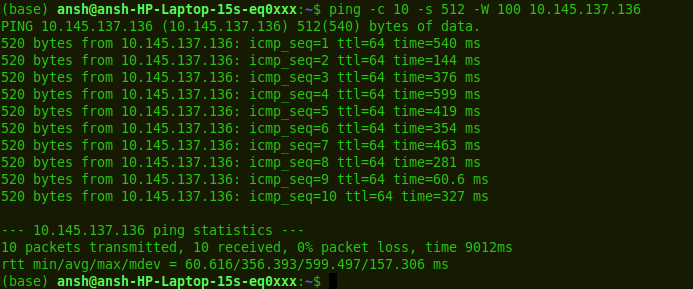 (base) ansh@ansh-HP-Laptop-15s-eq0xxx:~$ ping -c 10 -s 512 -W 100 10.145.137.136
PING 10.145.137.136 (10.145.137.136) 512(540) bytes of data.
520 bytes from 10.145.137.136: icmp_seq=1 ttl=64 time=540 ms
520 bytes from 10.145.137.136: icmp_seq=2 ttl=64 time=144 ms
520 bytes from 10.145.137.136: icmp_seq=3 ttl=64 time=376 ms
520 bytes from 10.145.137.136: icmp_seq=4 ttl=64 time=599 ms
520 bytes from 10.145.137.136: icmp_seq=5 ttl=64 time=419 ms
520 bytes from 10.145.137.136: icmp_seq=6 ttl=64 time=354 ms
520 bytes from 10.145.137.136: icmp_seq=7 ttl=64 time=463 ms
520 bytes from 10.145.137.136: icmp_seq=8 ttl=64 time=281 ms
520 bytes from 10.145.137.136: icmp_seq=9 ttl=64 time=60.6 ms
520 bytes from 10.145.137.136: icmp_seq=10 ttl=64 time=327 ms
--- 10.145.137.136 ping statistics ---
10 packets transmitted, 10 received, 0% packet loss, time 9012ms
rtt min/avg/max/mdev = 60.616/356.393/599.497/157.306 ms
(base) ansh@ansh-HP-Laptop-15s-eq0xxx:~$